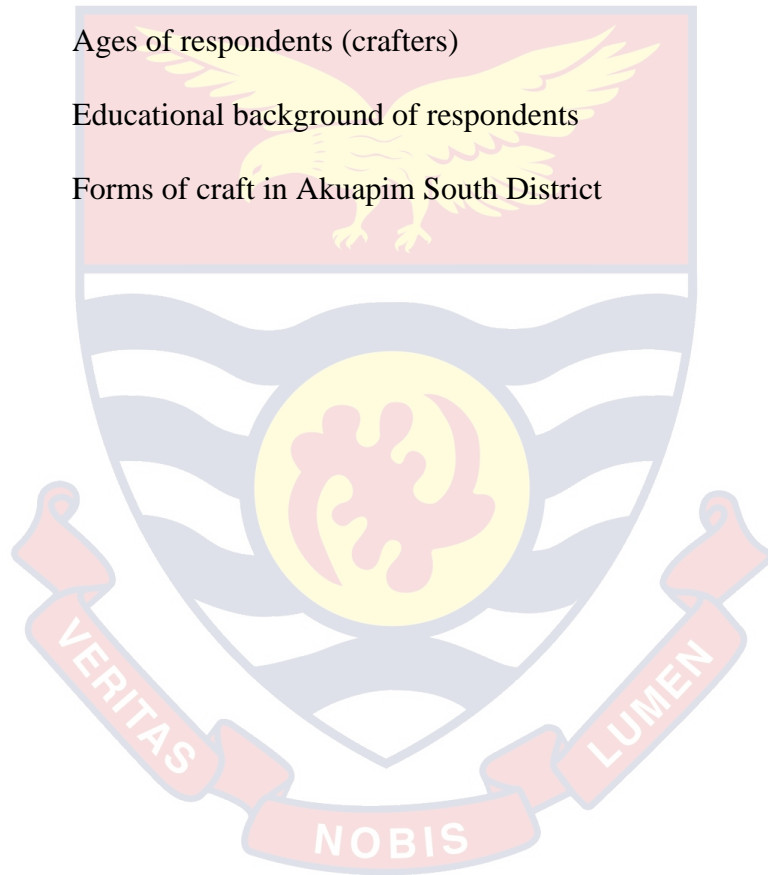 Ages of respondents (crafters)
Educational background of respondents
Forms of craft in Akuapim South District
VERITAS
NOBIS
LUMEN